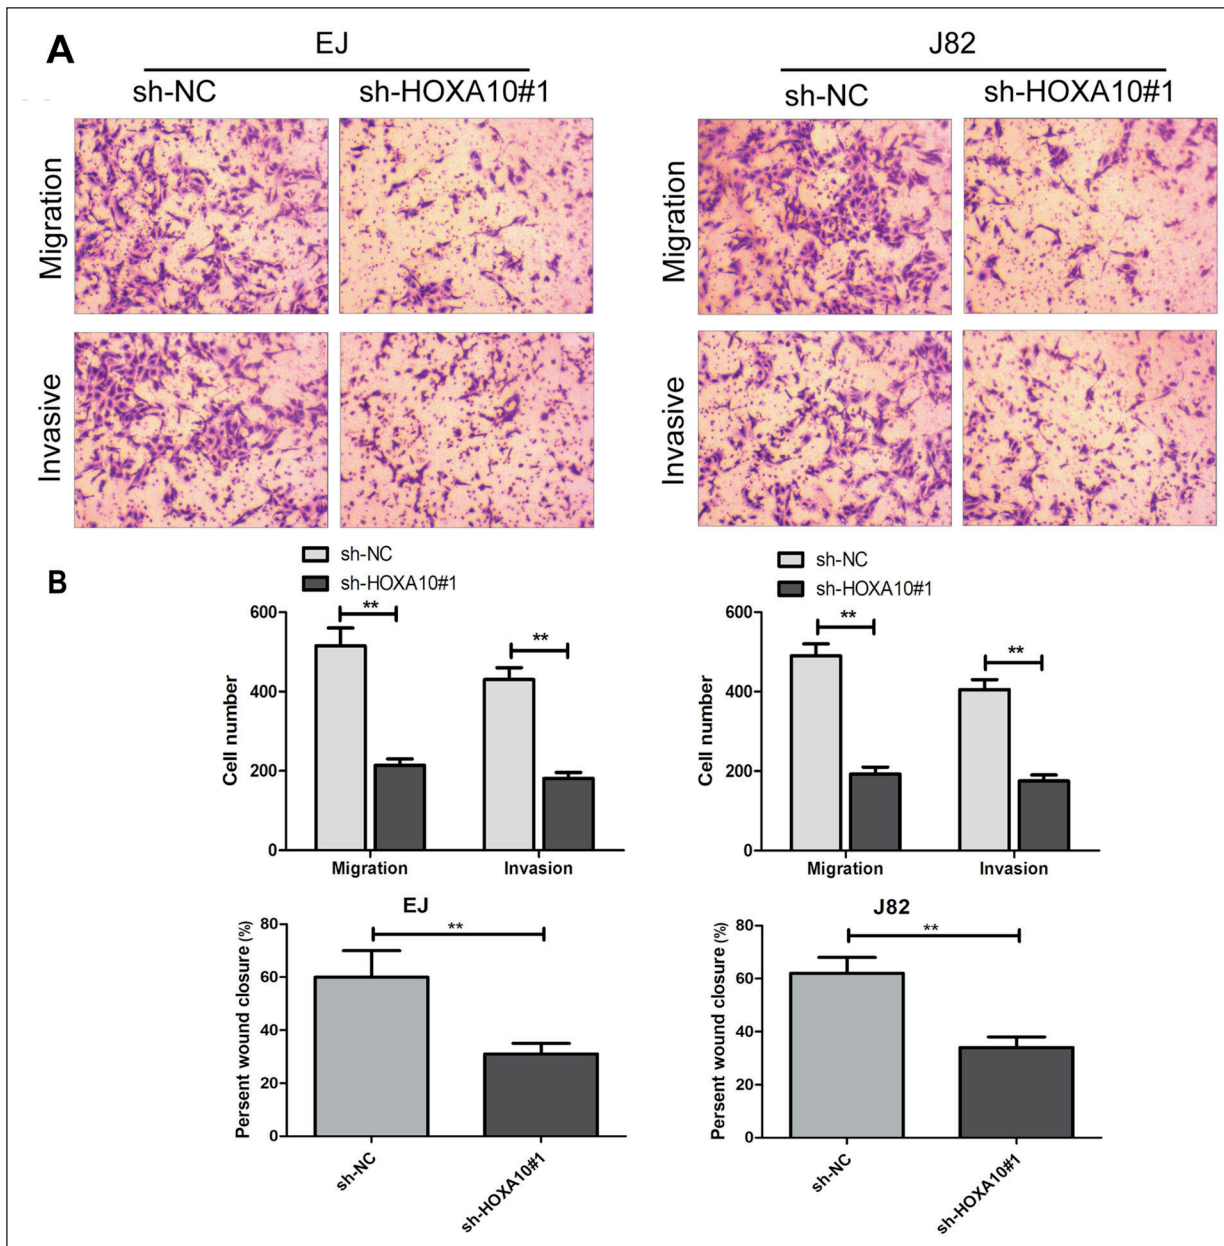 A
EJ
J82
sh-NC
sh-HOXA10#1
sh-NC
sh-HOXA10#1
Migration
Migration
Invasive
Invasive
B
sh-NC
sh-HOXA10#1
sh-NC
sh-HOXA10#1
Cell number
600
400
200
0
**
**
Migration
Invasion
Cell number
600
400
200
0
**
**
Migration
Invasion
EJ
Persent wound closure (%)
80
60
40
20
0
**
sh-NC
sh-HOXA10#1
J82
Persent wound closure (%)
80
60
40
20
0
**
sh-NC
sh-HOXA10#1